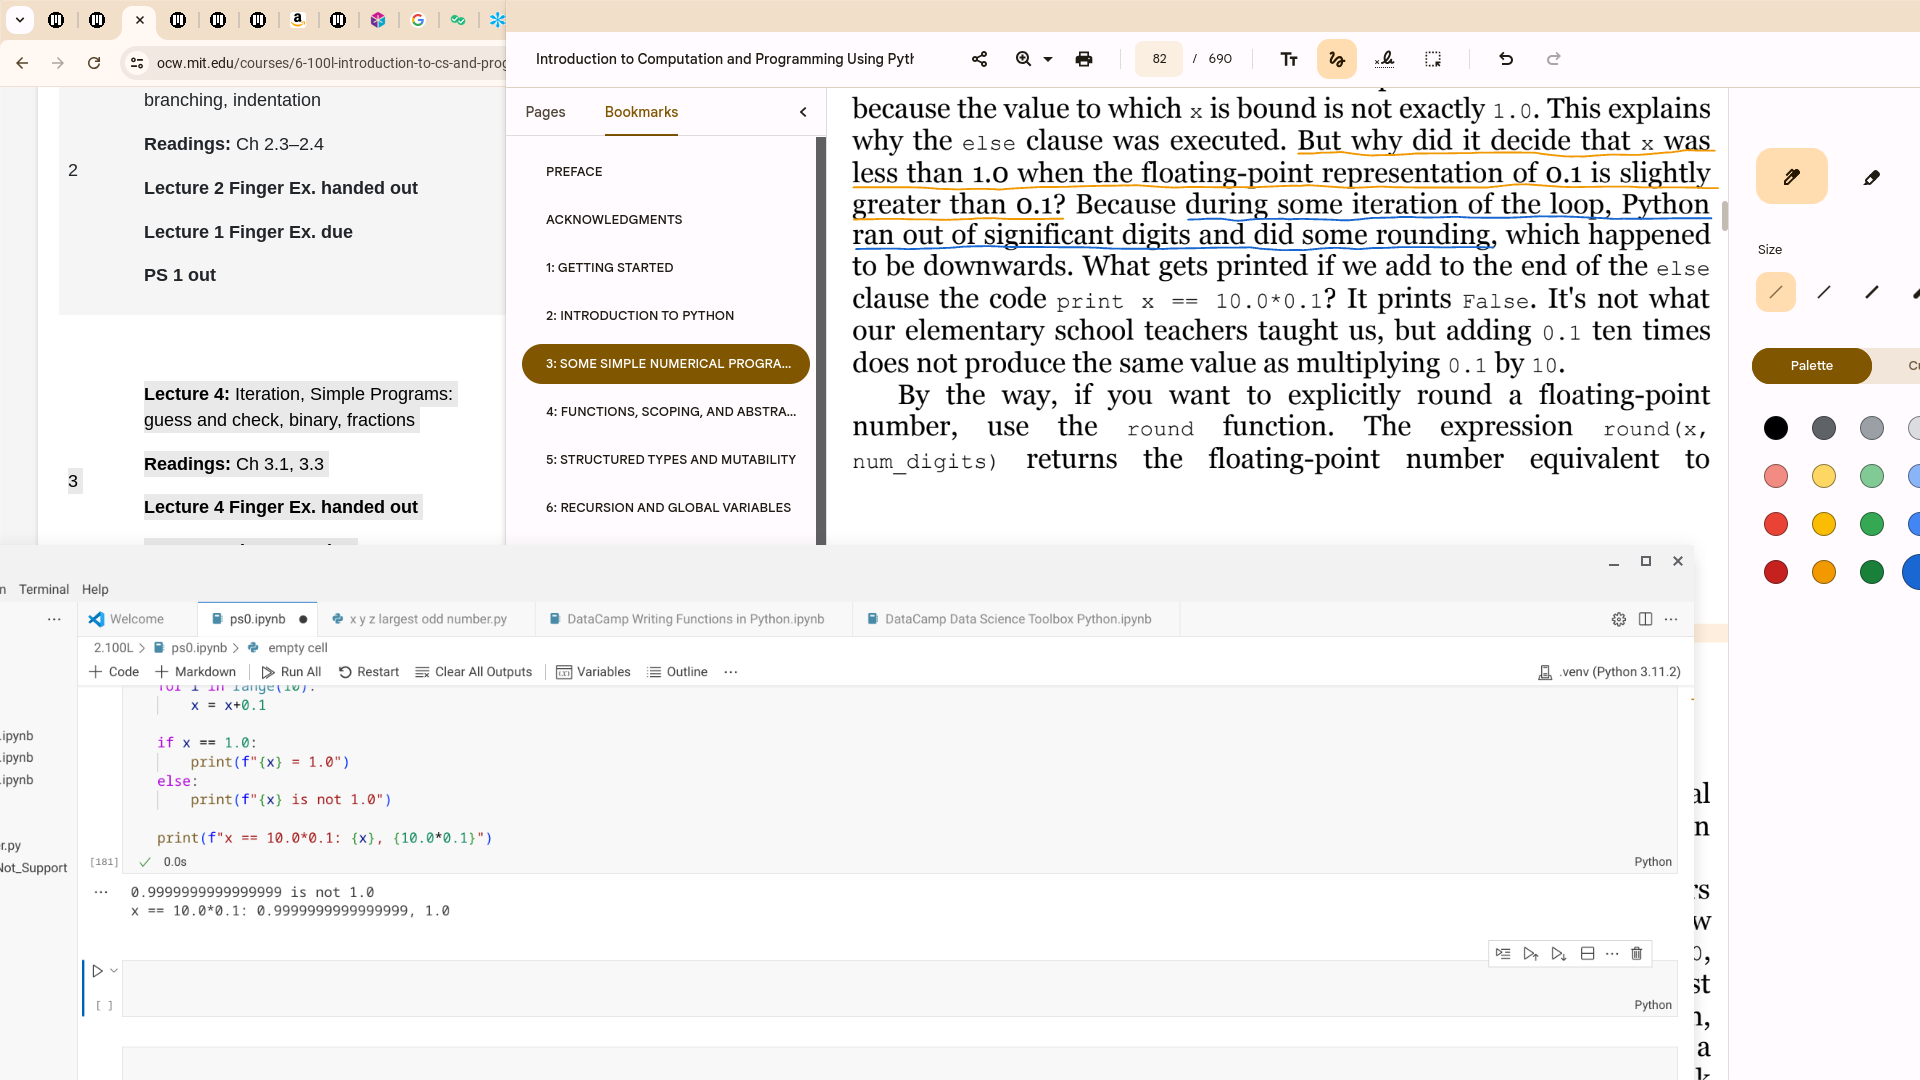 ocw.mit.edu/courses/6-100l-introduction-to-cs-and-prog
branching, indentation
Readings: Ch 2.3–2.4
2
Lecture 2 Finger Ex. handed out
Lecture 1 Finger Ex. due
PS 1 out
Lecture 4: Iteration, Simple Programs:
guess and check, binary, fractions
Readings: Ch 3.1, 3.3
3
Lecture 4 Finger Ex. handed out
Introduction to Computation and Programming Using Pyth
82 / 690
Pages Bookmarks
PREFACE
ACKNOWLEDGMENTS
1: GETTING STARTED
2: INTRODUCTION TO PYTHON
3: SOME SIMPLE NUMERICAL PROGRA...
4: FUNCTIONS, SCOPING, AND ABSTRA...
5: STRUCTURED TYPES AND MUTABILITY
6: RECURSION AND GLOBAL VARIABLES
because the value to which x is bound is not exactly 1.0. This explains
why the else clause was executed. But why did it decide that x was
less than 1.0 when the floating-point representation of 0.1 is slightly
greater than 0.1? Because during some iteration of the loop, Python
ran out of significant digits and did some rounding, which happened
to be downwards. What gets printed if we add to the end of the else
clause the code print x == 10.0*0.1? It prints False. It's not what
our elementary school teachers taught us, but adding 0.1 ten times
does not produce the same value as multiplying 0.1 by 10.
By the way, if you want to explicitly round a floating-point
number, use the round function. The expression round(x,
num_digits) returns the floating-point number equivalent to
Size
Palette Cu
n Terminal Help
Welcome ps0.ipynb x y z largest odd number.py DataCamp Writing Functions in Python.ipynb DataCamp Data Science Toolbox Python.ipynb
2.100L > ps0.ipynb > empty cell
Code Markdown Run All Restart Clear All Outputs Variables Outline ... .venv (Python 3.11.2)
.ipynb
.ipynb
.ipynb
er.py
Not_Support
for i in range(10):
x = x+0.1
if x == 1.0:
print(f"{x} = 1.0")
else:
print(f"{x} is not 1.0")
print(f"x == 10.0*0.1: {x}, {10.0*0.1}")
[181] 0.0s Python
0.9999999999999999 is not 1.0
x == 10.0*0.1: 0.9999999999999999, 1.0
[ ] Python
al
n
rs
w
0,
st
n,
a